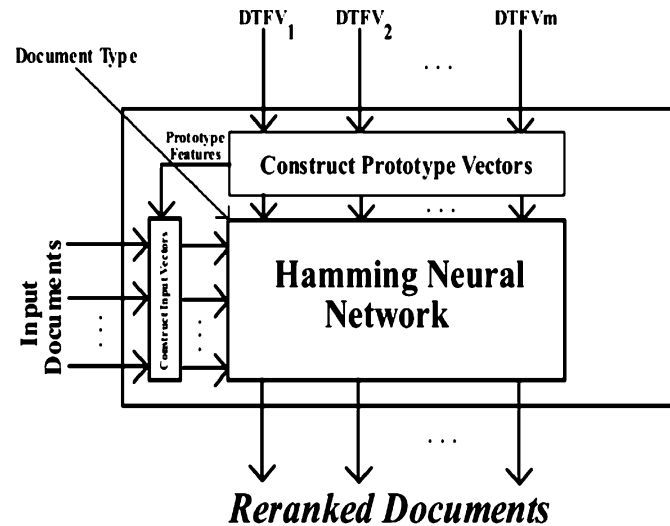 DTFV1 DTFV2 DTFVm
Document Type
. . .
Prototype
Features
Construct Prototype Vectors
. . .
Input
Documents
. . .
Construct Input Vectors
. . .
Hamming Neural
Network
. . .
Reranked Documents